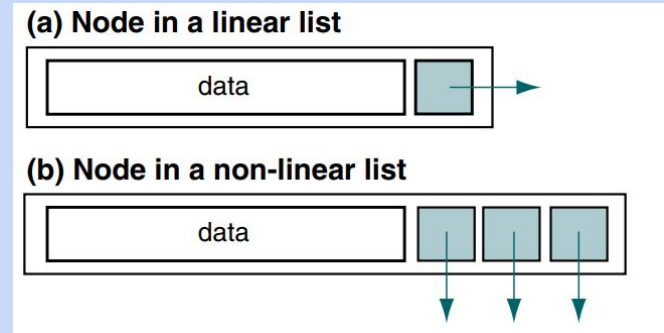 (a) Node in a linear list
data
(b) Node in a non-linear list
data